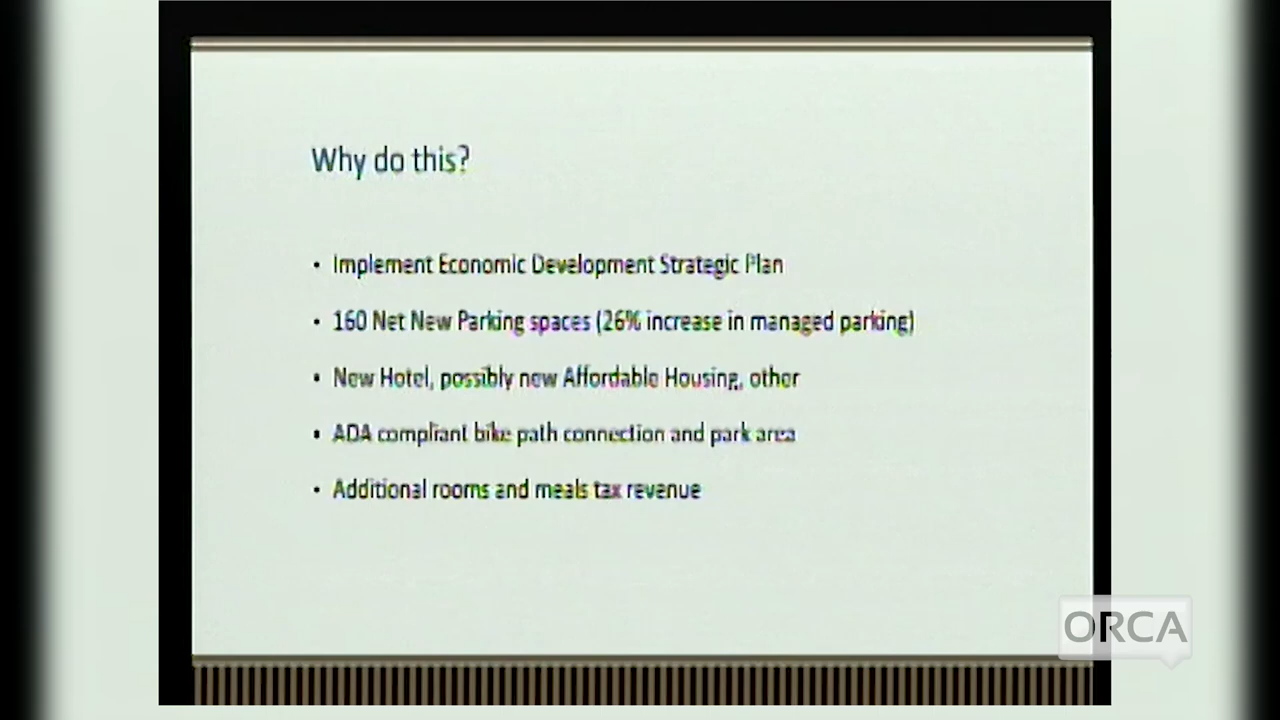 Why do this?
• Implement Economic Development Strategic Plan
• 160 Net New Parking spaces (26% increase in managed parking)
• New Hotel, possibly new Affordable Housing, other
• ADA compliant bike path connection and park area
• Additional rooms and meals tax revenue
ORCA